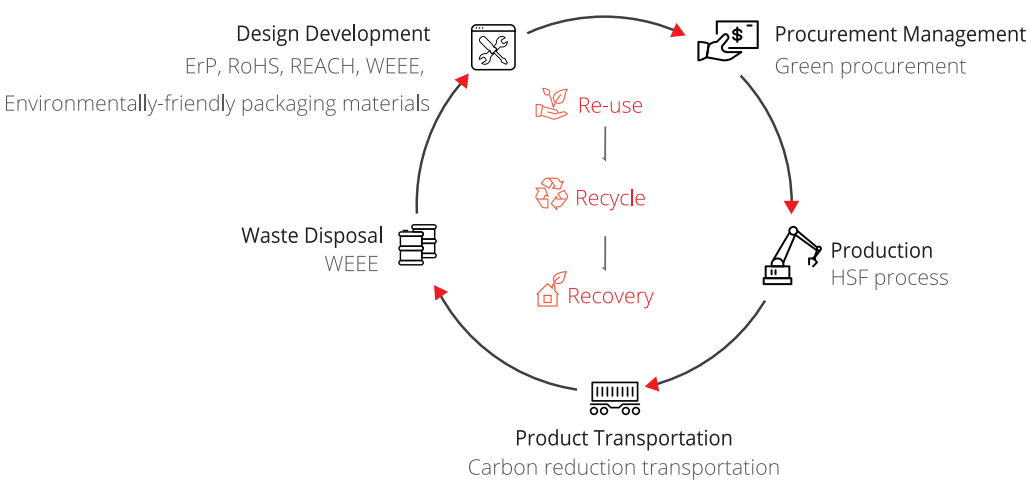 Design Development
ErP, RoHS, REACH, WEEE,
Environmentally-friendly packaging materials
$
Procurement Management
Green procurement
Re-use
Recycle
Recovery
Waste Disposal
WEEE
Production
HSF process
Product Transportation
Carbon reduction transportation